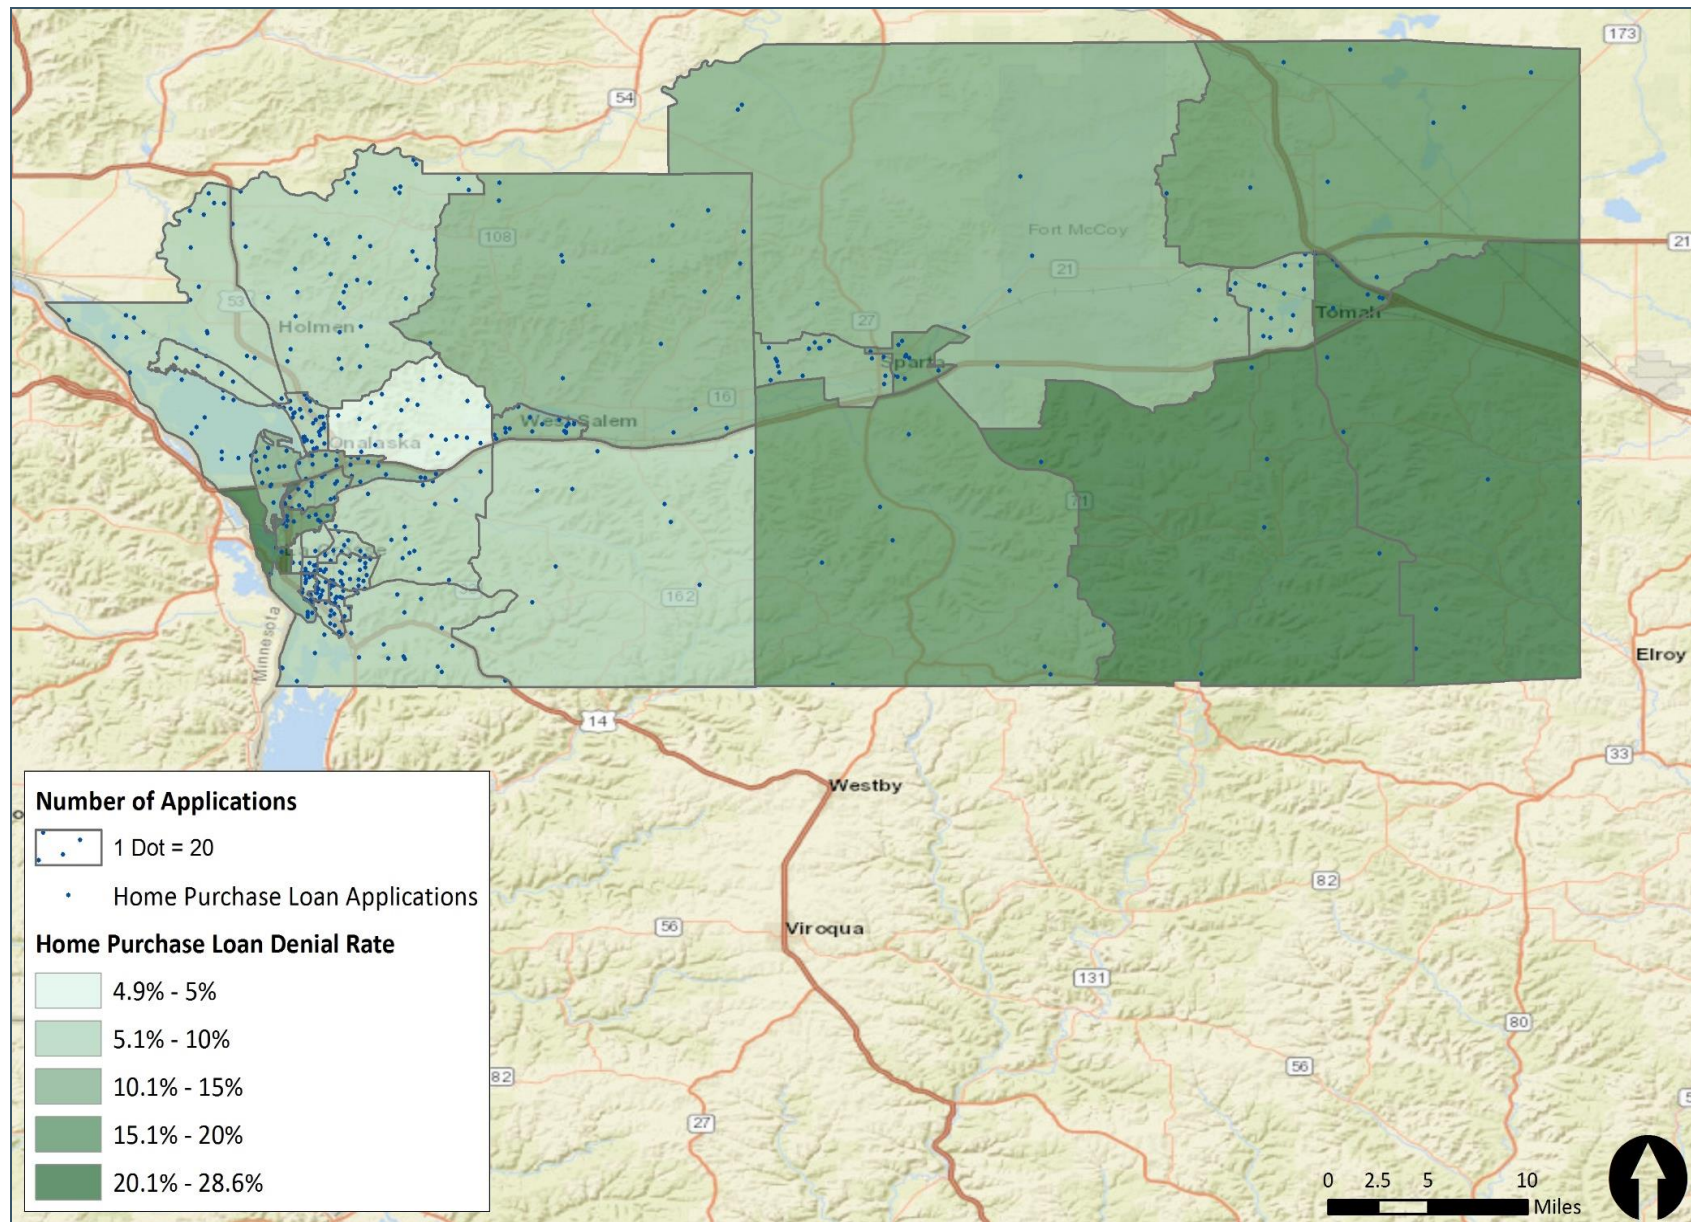 173
54
21
108
Fort McCoy
21
53
Holmen
27
Tomah
Sparta
16
West Salem
Onalaska
71
162
Minnesota
Elroy
14
33
Westby
82
56
Viroqua
131
80
82
56
27
Number of Applications
1 Dot = 20
Home Purchase Loan Applications
Home Purchase Loan Denial Rate
4.9% - 5%
5.1% - 10%
10.1% - 15%
15.1% - 20%
20.1% - 28.6%
0 2.5 5 10
Miles